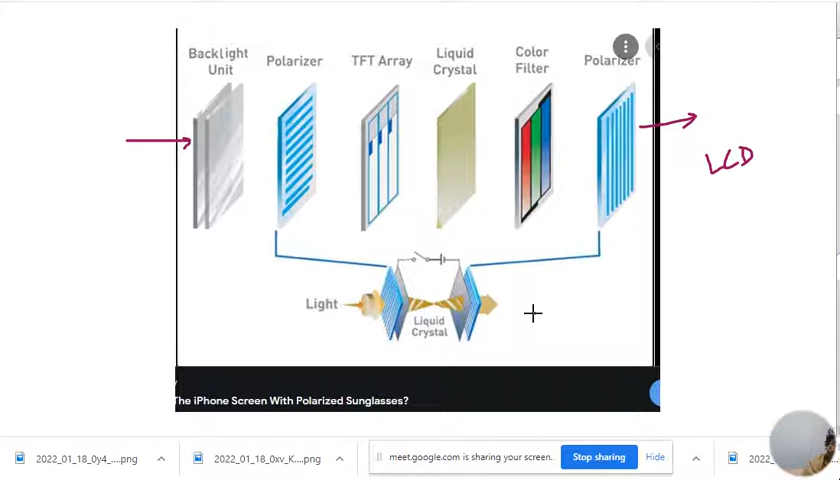 Backlight
Unit
Polarizer
TFT Array
Liquid
Crystal
Color
Filter
Polarizer
LCD
Light
Liquid
Crystal
The iPhone Screen With Polarized Sunglasses?
2022_01_18_0y4_....png
2022_01_18_0xv_K....png
meet.google.com is sharing your screen.
Stop sharing
Hide
2022_